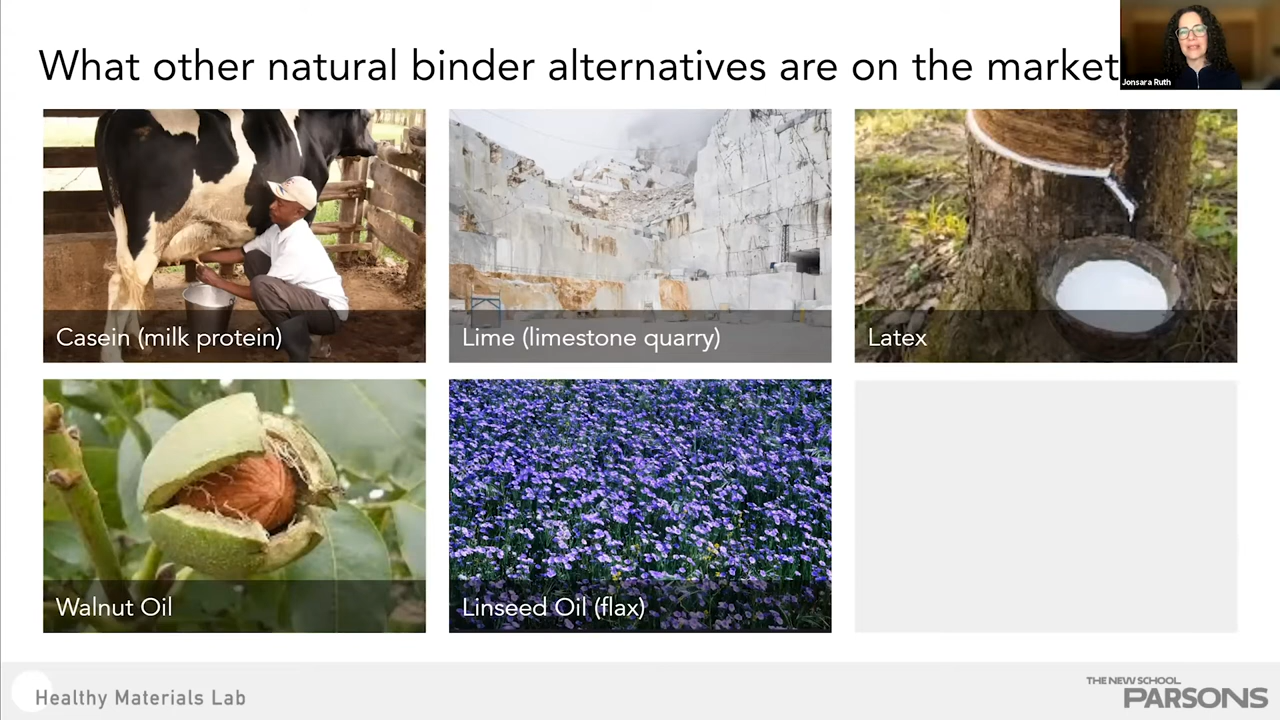 What other natural binder alternatives are on the market
Jonsara Ruth
Casein (milk protein)
Lime (limestone quarry)
Latex
Walnut Oil
Linseed Oil (flax)
Healthy Materials Lab
THE NEW SCHOOL
PARSONS